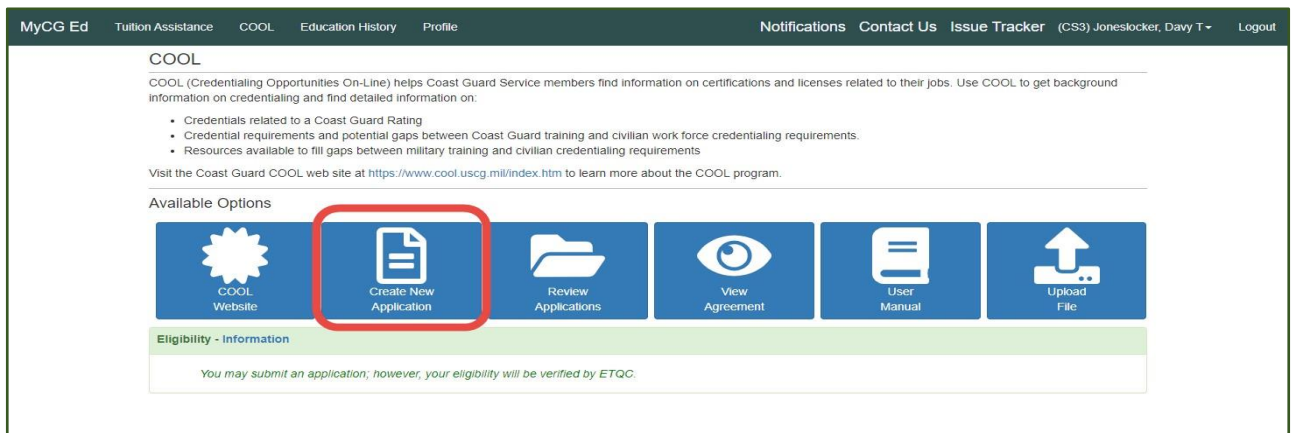 MyCG Ed Tuition Assistance COOL Education History Profile Notifications Contact Us Issue Tracker (CS3) Joneslocker, Davy T Logout
COOL
COOL (Credentialing Opportunities On-Line) helps Coast Guard Service members find information on certifications and licenses related to their jobs. Use COOL to get background
information on credentialing and find detailed information on:
• Credentials related to a Coast Guard Rating
• Credential requirements and potential gaps between Coast Guard training and civilian work force credentialing requirements.
• Resources available to fill gaps between military training and civilian credentialing requirements
Visit the Coast Guard COOL web site at https://www.cool.uscg.mil/index.htm to learn more about the COOL program.
Available Options
COOL
Website
Create New
Application
Review
Applications
View
Agreement
User
Manual
Upload
File
Eligibility - Information
You may submit an application; however, your eligibility will be verified by ETQC.